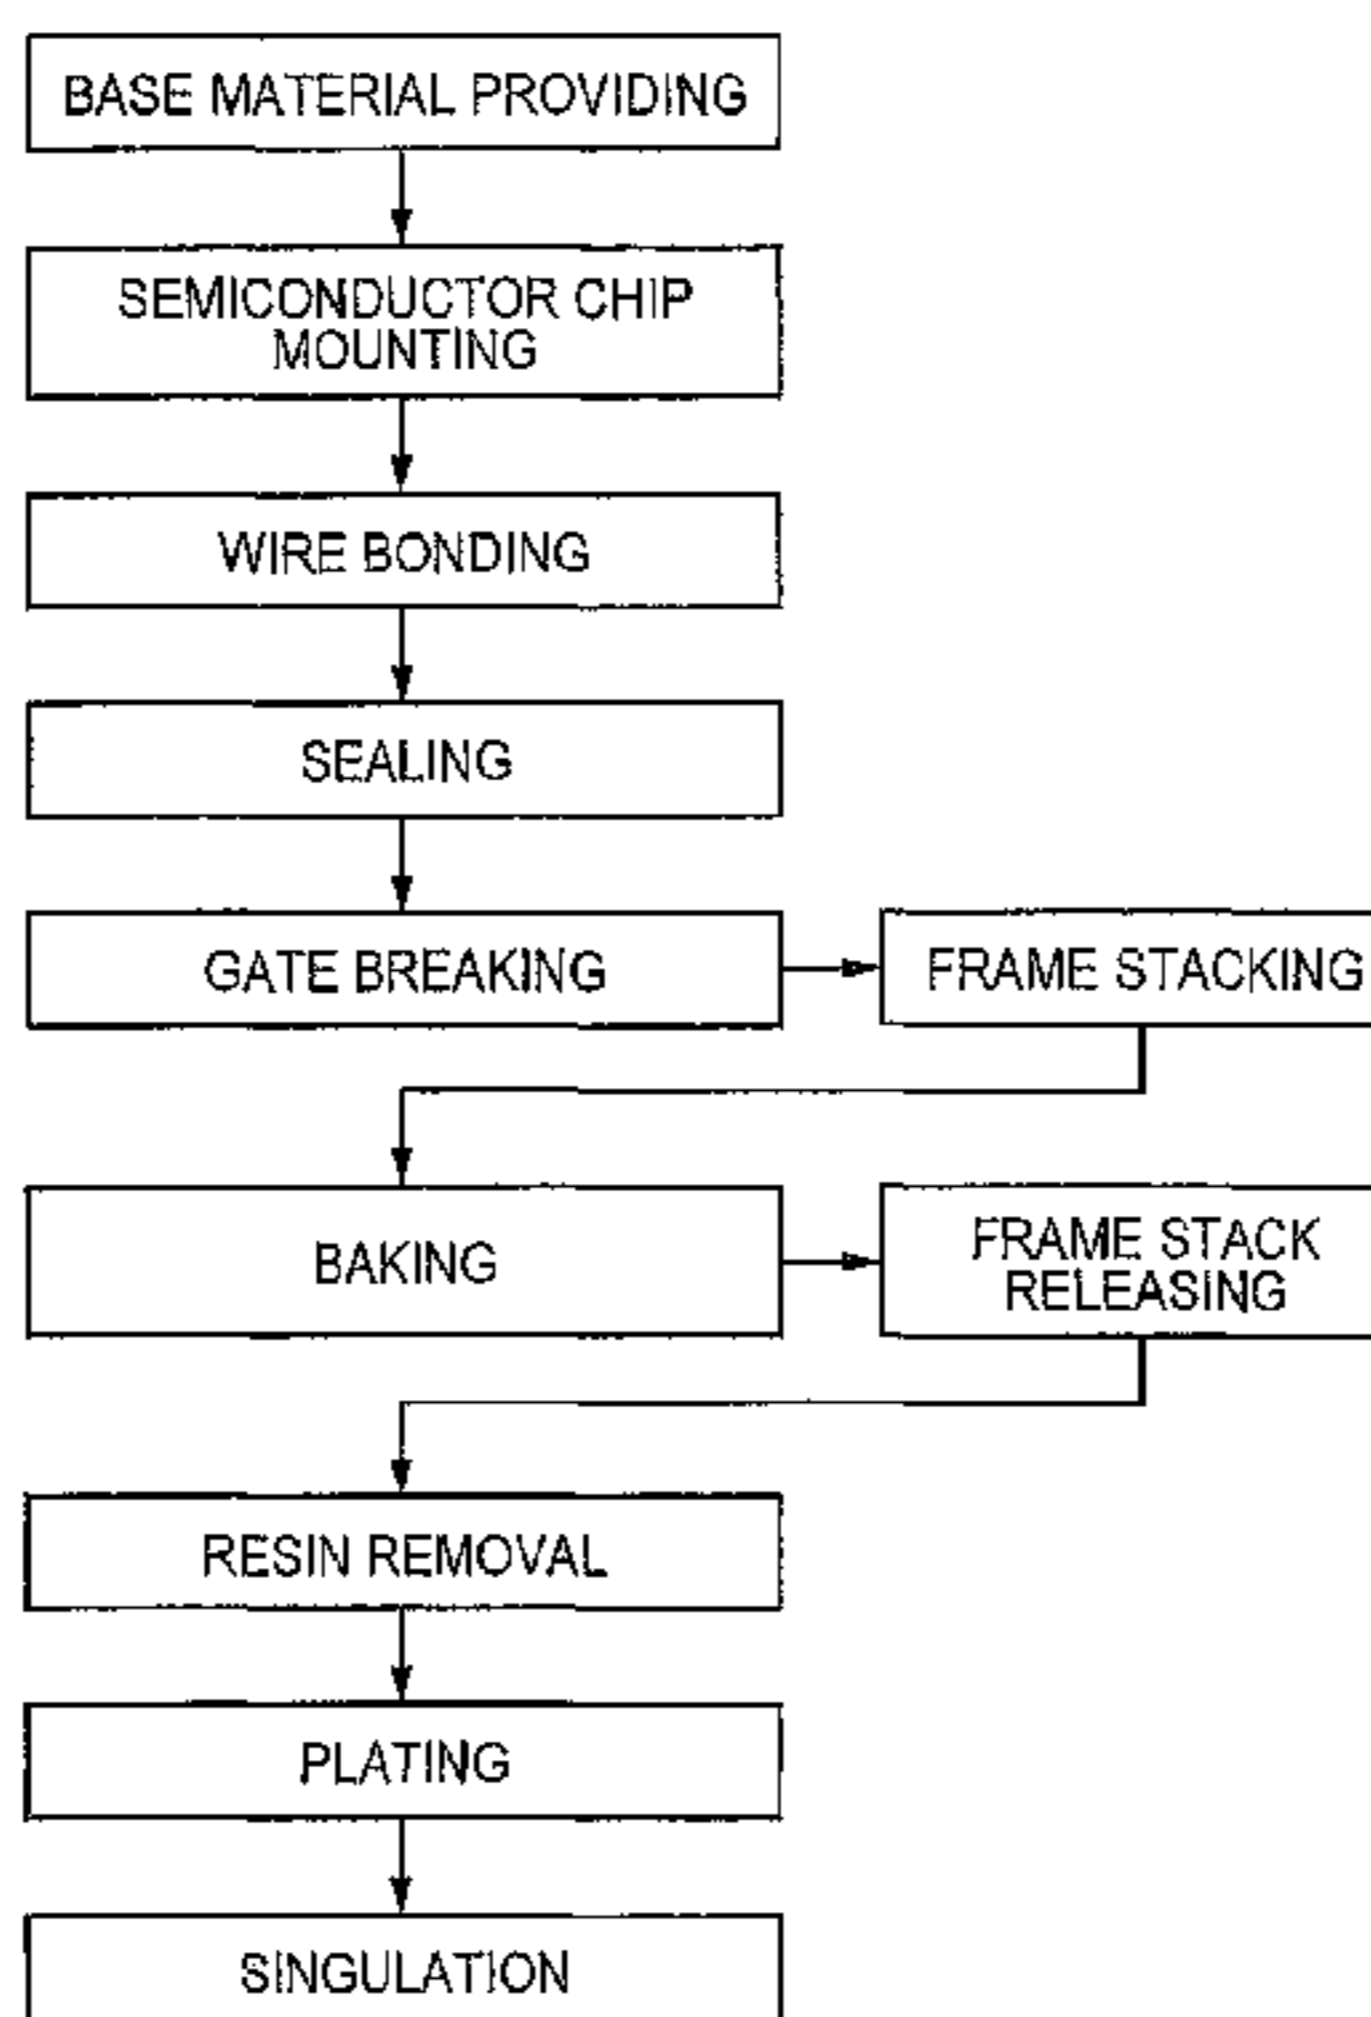 BASE MATERIAL PROVIDING
SEMICONDUCTOR CHIP
MOUNTING
WIRE BONDING
SEALING
GATE BREAKING
FRAME STACKING
BAKING
FRAME STACK
RELEASING
RESIN REMOVAL
PLATING
SINGULATION